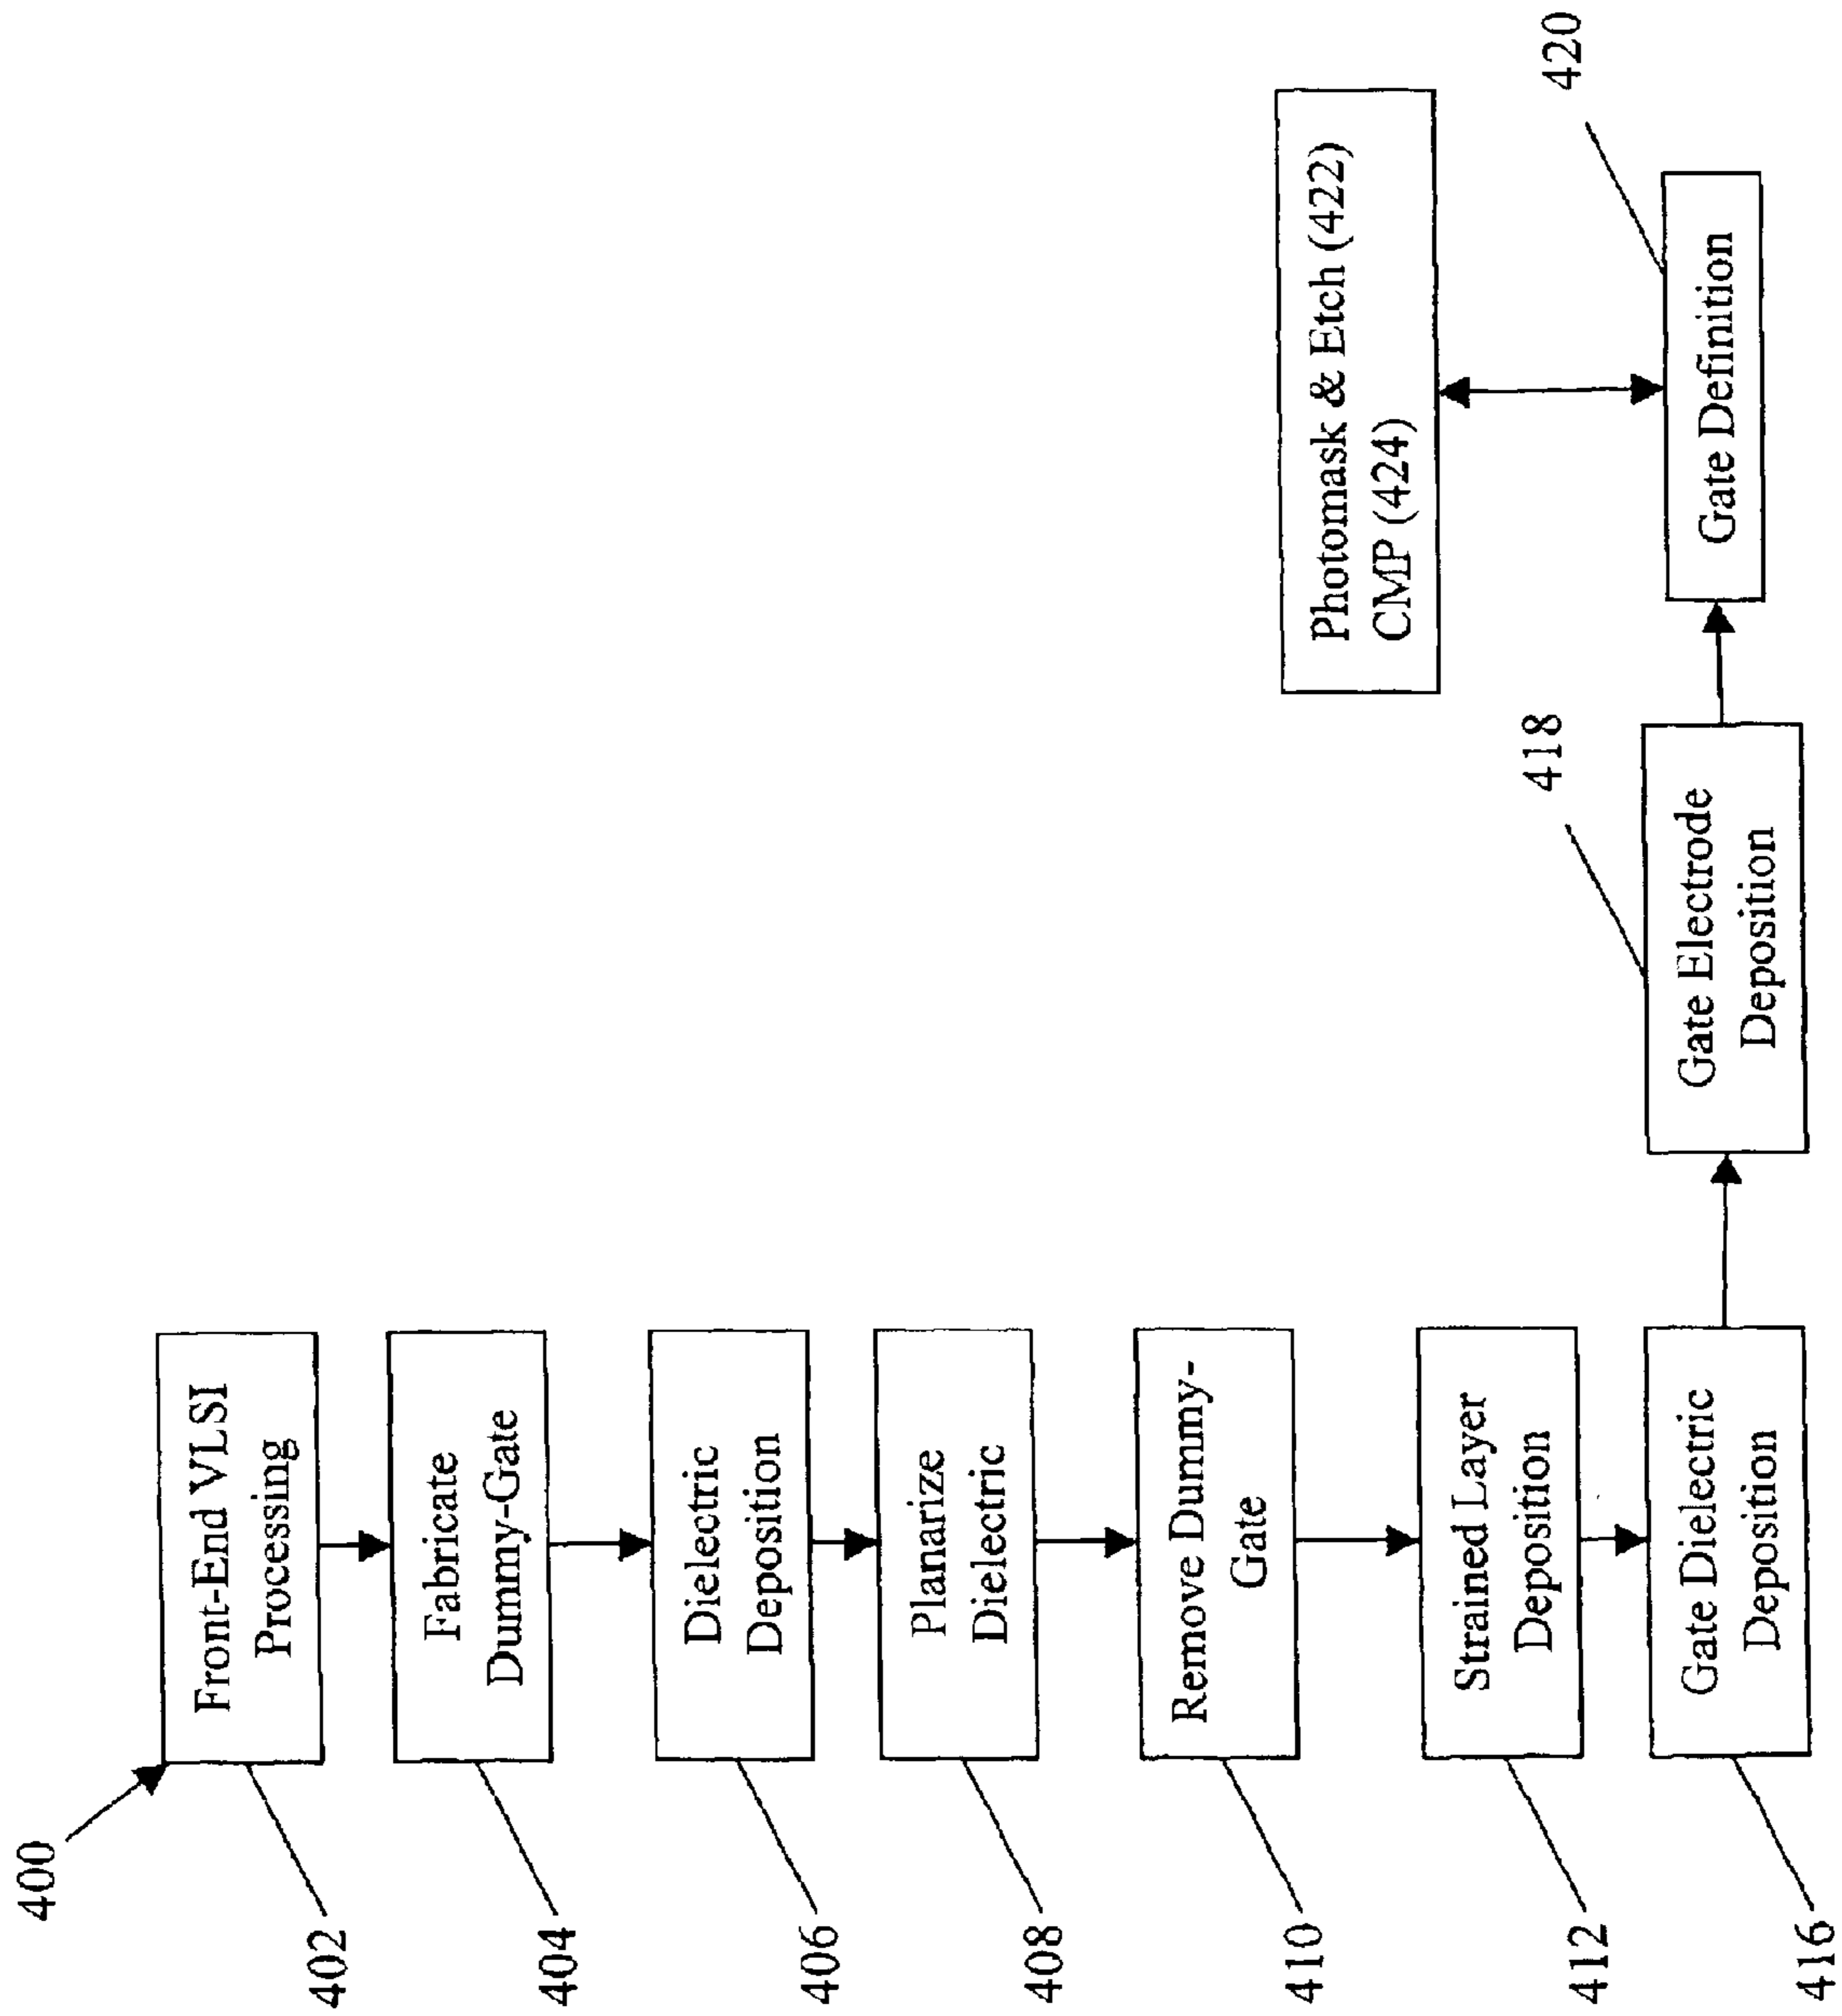 400
402
Front-End VLSI
Processing
404
Fabricate
Dummy-Gate
406
Dielectric
Deposition
408
Planarize
Dielectric
410
Remove Dummy-
Gate
412
Strained Layer
Deposition
416
Gate Dielectric
Deposition
418
Gate Electrode
Deposition
420
Gate Definition
Photomask & Etch (422)
CMP (424)